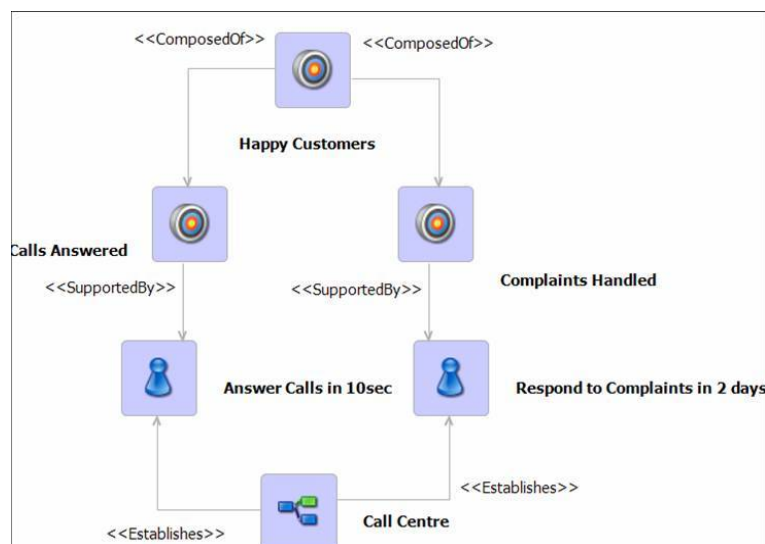 <<ComposedOf>>
<<ComposedOf>>
Happy Customers
Calls Answered
Complaints Handled
<<SupportedBy>>
<<SupportedBy>>
Answer Calls in 10sec
Respond to Complaints in 2 days
<<Establishes>>
Call Centre
<<Establishes>>